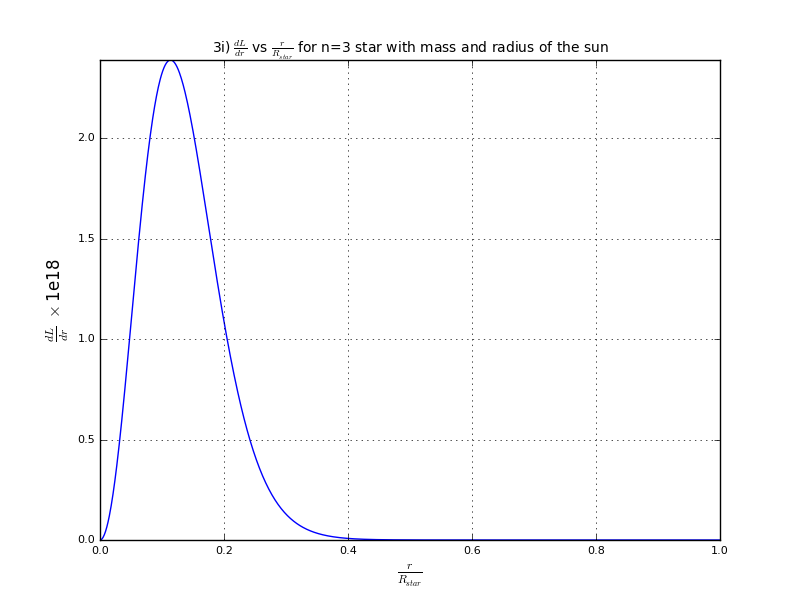 3i) dL/dr vs r/R_star for n=3 star with mass and radius of the sun
2.0
1.5
1.0
0.5
0.0
dL/dr × 1e18
0.0 0.2 0.4 0.6 0.8 1.0
r/R_star